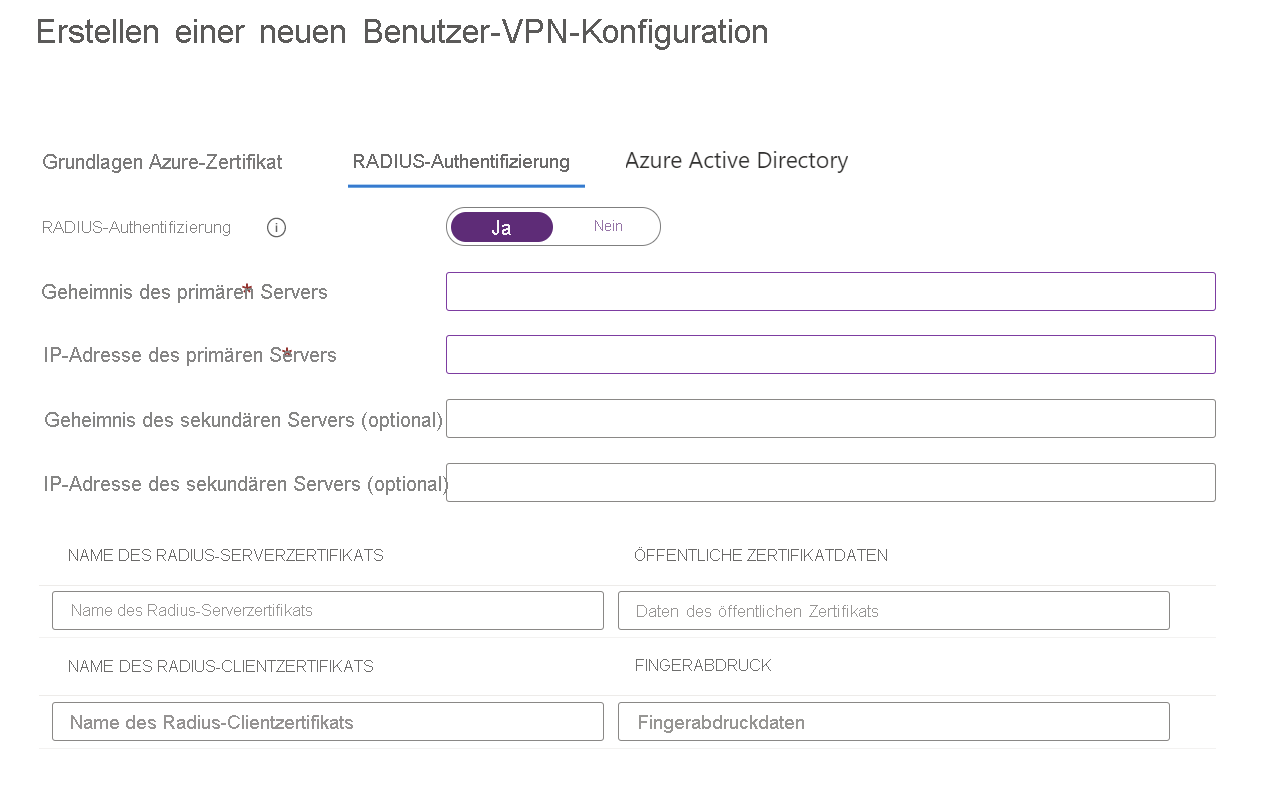 Erstellen einer neuen Benutzer-VPN-Konfiguration
Grundlagen Azure-Zertifikat RADIUS-Authentifizierung Azure Active Directory
RADIUS-Authentifizierung i Ja Nein
Geheimnis des primären Servers *
IP-Adresse des primären Servers *
Geheimnis des sekundären Servers (optional)
IP-Adresse des sekundären Servers (optional)
NAME DES RADIUS-SERVERZERTIFIKATS ÖFFENTLICHE ZERTIFIKATDATEN
Name des Radius-Serverzertifikats Daten des öffentlichen Zertifikats
NAME DES RADIUS-CLIENTZERTIFIKATS FINGERABDRUCK
Name des Radius-Clientzertifikats Fingerabdruckdaten